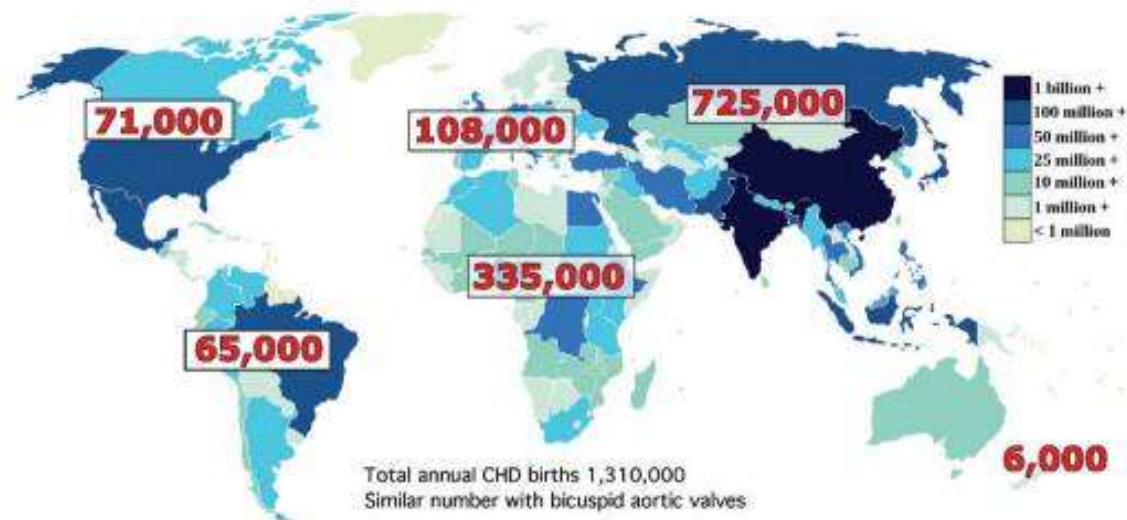 71,000
108,000
725,000
335,000
65,000
6,000
1 billion +
100 million +
50 million +
25 million +
10 million +
1 million +
< 1 million
Total annual CHD births 1,310,000
Similar number with bicuspid aortic valves